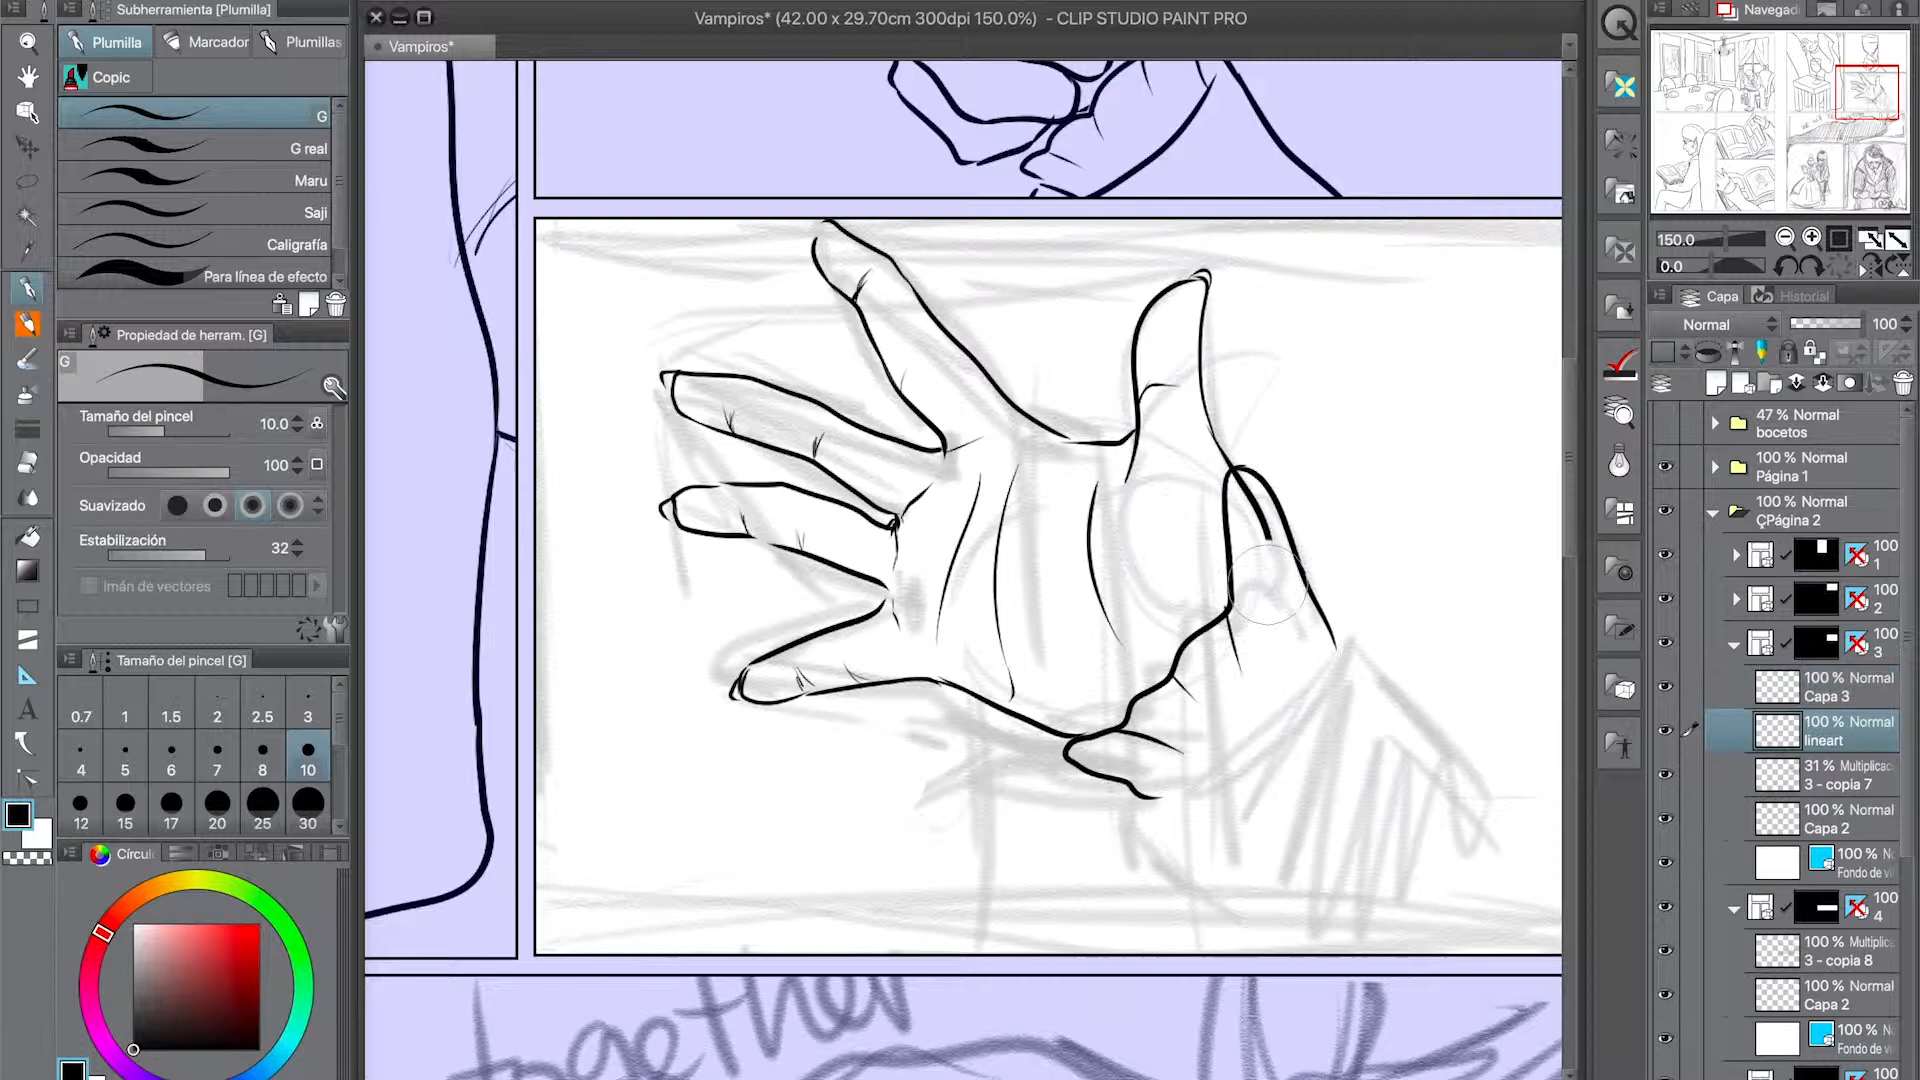 Subherramienta [Plumilla]
Vampiros* (42.00 x 29.70cm 300dpi 150.0%) - CLIP STUDIO PAINT PRO
Navegad
Plumilla
Marcador
Plumillas
Vampiros*
Copic
G
G real
Maru
Saji
Caligrafía
Para línea de efecto
150.0
0.0
Capa
Historial
Normal
100
Propiedad de herram. [G]
G
Tamaño del pincel
10.0
Opacidad
100
Suavizado
Estabilización
32
Imán de vectores
Tamaño del pincel [G]
0.7 1 1.5 2 2.5 3
4 5 6 7 8 10
12 15 17 20 25 30
Círcul
47 % Normal
bocetos
100 % Normal
Página 1
100 % Normal
ÇPágina 2
100
1
100
2
100
3
100 % Normal
Capa 3
100 % Normal
lineart
31 % Multiplicac
3 - copia 7
100 % Normal
Capa 2
100 % No
Fondo de vi
100
4
100 % Multiplic
3 - copia 8
100 % Normal
Capa 2
100 % No
Fondo de vi
100
together